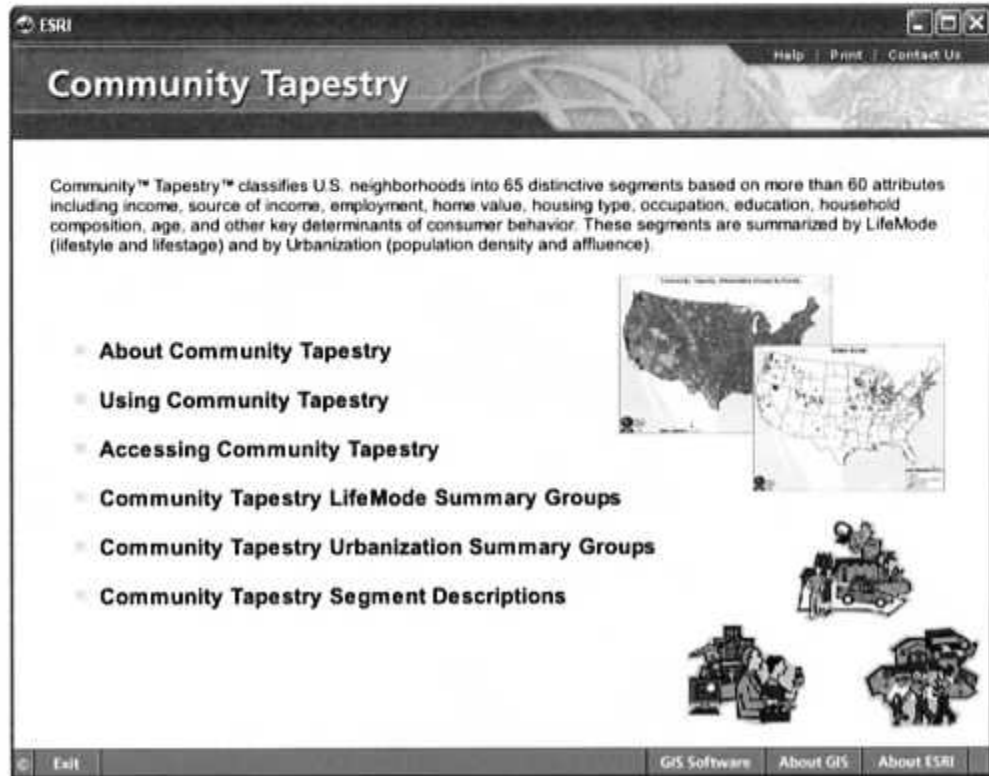 ESRI
Help | Print | Contact Us
Community Tapestry
Community™ Tapestry™ classifies U.S. neighborhoods into 65 distinctive segments based on more than 60 attributes
including income, source of income, employment, home value, housing type, occupation, education, household
composition, age, and other key determinants of consumer behavior. These segments are summarized by LifeMode
(lifestyle and lifestage) and by Urbanization (population density and affluence).
About Community Tapestry
Using Community Tapestry
Accessing Community Tapestry
Community Tapestry LifeMode Summary Groups
Community Tapestry Urbanization Summary Groups
Community Tapestry Segment Descriptions
© Exit
GIS Software
About GIS
About ESRI